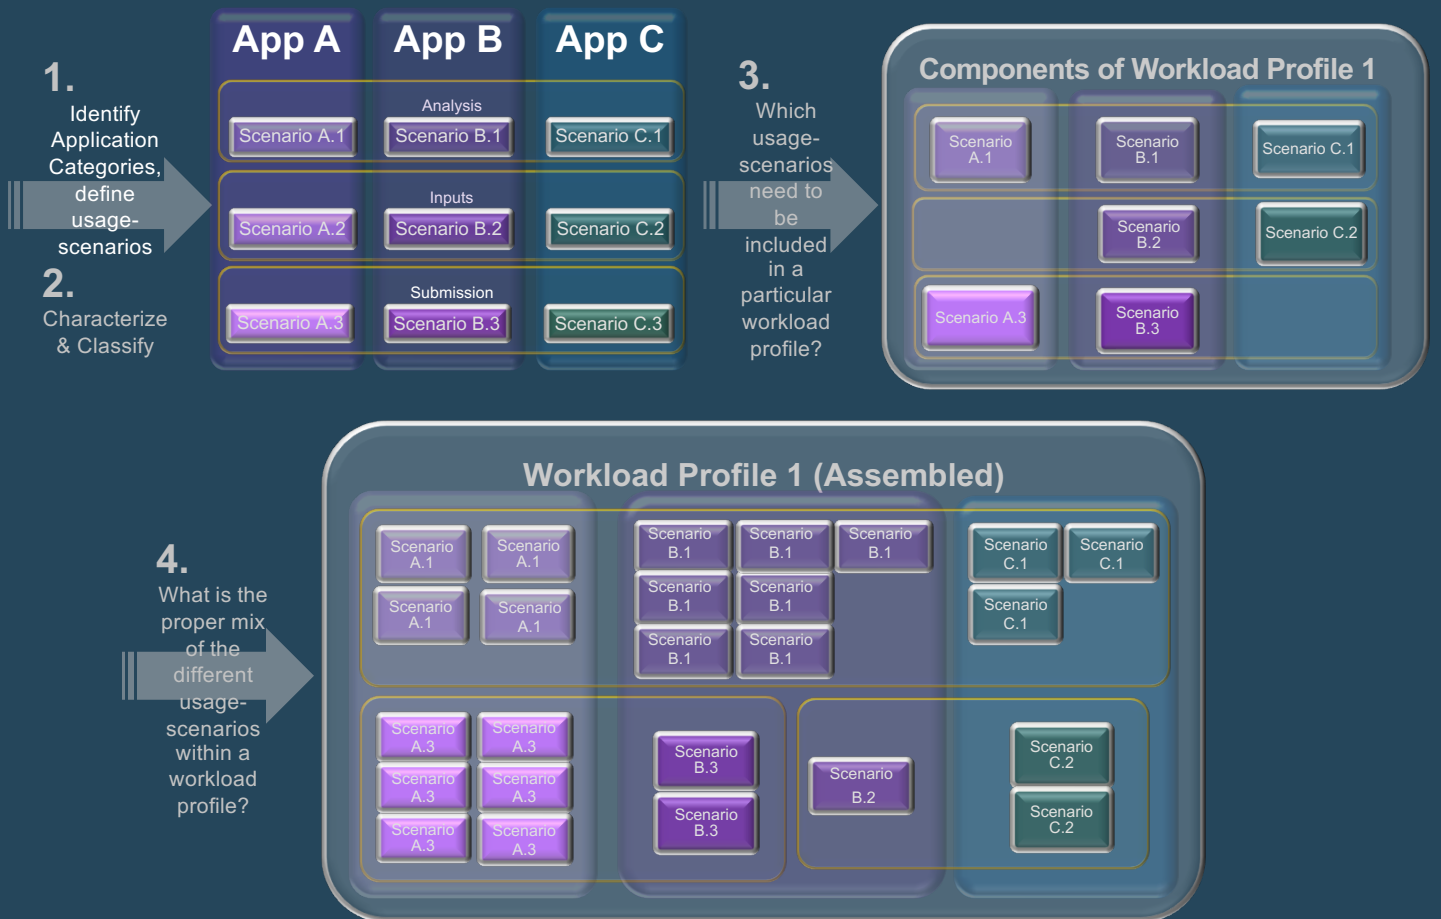 1.
Identify
Application
Categories,
define
usage-
scenarios
2.
Characterize
& Classify
App A
App B
App C
Analysis
Scenario A.1
Scenario B.1
Scenario C.1
Inputs
Scenario A.2
Scenario B.2
Scenario C.2
Submission
Scenario A.3
Scenario B.3
Scenario C.3
3.
Which
usage-
scenarios
need to
be
included
in a
particular
workload
profile?
Components of Workload Profile 1
Scenario
A.1
Scenario
B.1
Scenario C.1
Scenario
B.2
Scenario C.2
Scenario A.3
Scenario
B.3
4.
What is the
proper mix
of the
different
usage-
scenarios
within a
workload
profile?
Workload Profile 1 (Assembled)
Scenario
A.1
Scenario
A.1
Scenario
A.1
Scenario
A.1
Scenario
B.1
Scenario
B.1
Scenario
B.1
Scenario
B.1
Scenario
B.1
Scenario
B.1
Scenario
B.1
Scenario
C.1
Scenario
C.1
Scenario
C.1
Scenario
A.3
Scenario
A.3
Scenario
A.3
Scenario
A.3
Scenario
A.3
Scenario
A.3
Scenario
B.3
Scenario
B.3
Scenario
B.2
Scenario
C.2
Scenario
C.2